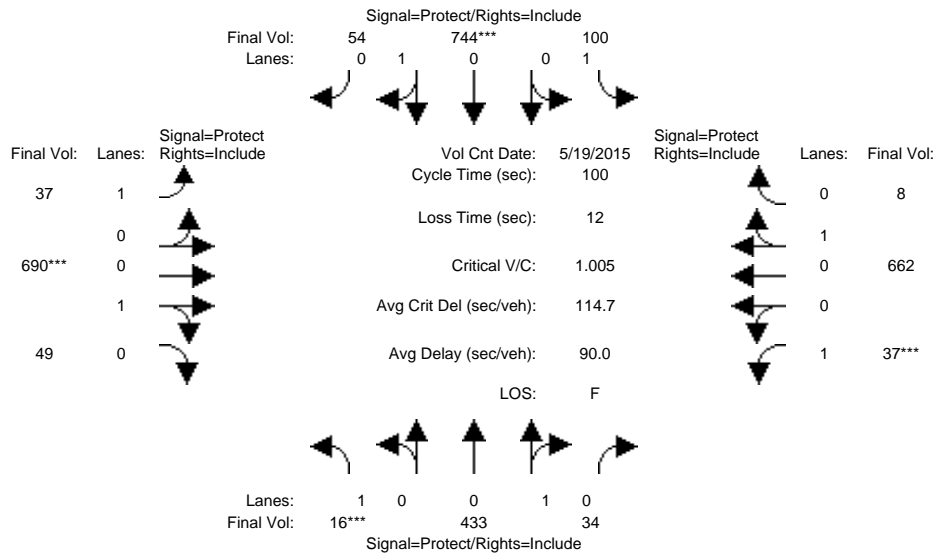 Signal=Protect/Rights=Include
Final Vol: 54 744*** 100
Lanes: 0 1 0 0 1
Signal=Protect Signal=Protect
Final Vol: Lanes: Rights=Include Vol Cnt Date: 5/19/2015 Rights=Include Lanes: Final Vol:
Cycle Time (sec): 100
37 1 0 8
Loss Time (sec): 12
0 1
690*** 0 Critical V/C: 1.005 0 662
1 Avg Crit Del (sec/veh): 114.7 0
49 0 Avg Delay (sec/veh): 90.0 1 37***
LOS: F
Lanes: 1 0 0 1 0
Final Vol: 16*** 433 34
Signal=Protect/Rights=Include